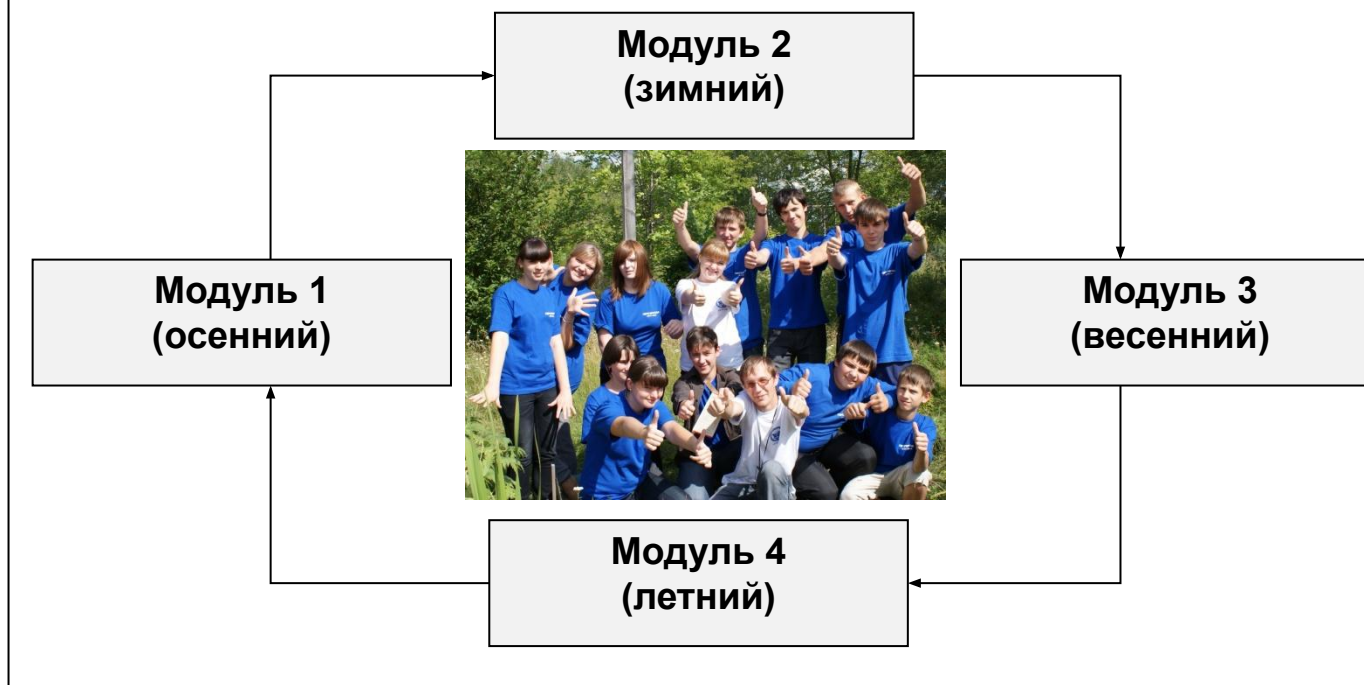 Модуль 2
(зимний)
Модуль 1
(осенний)
Модуль 3
(весенний)
Модуль 4
(летний)